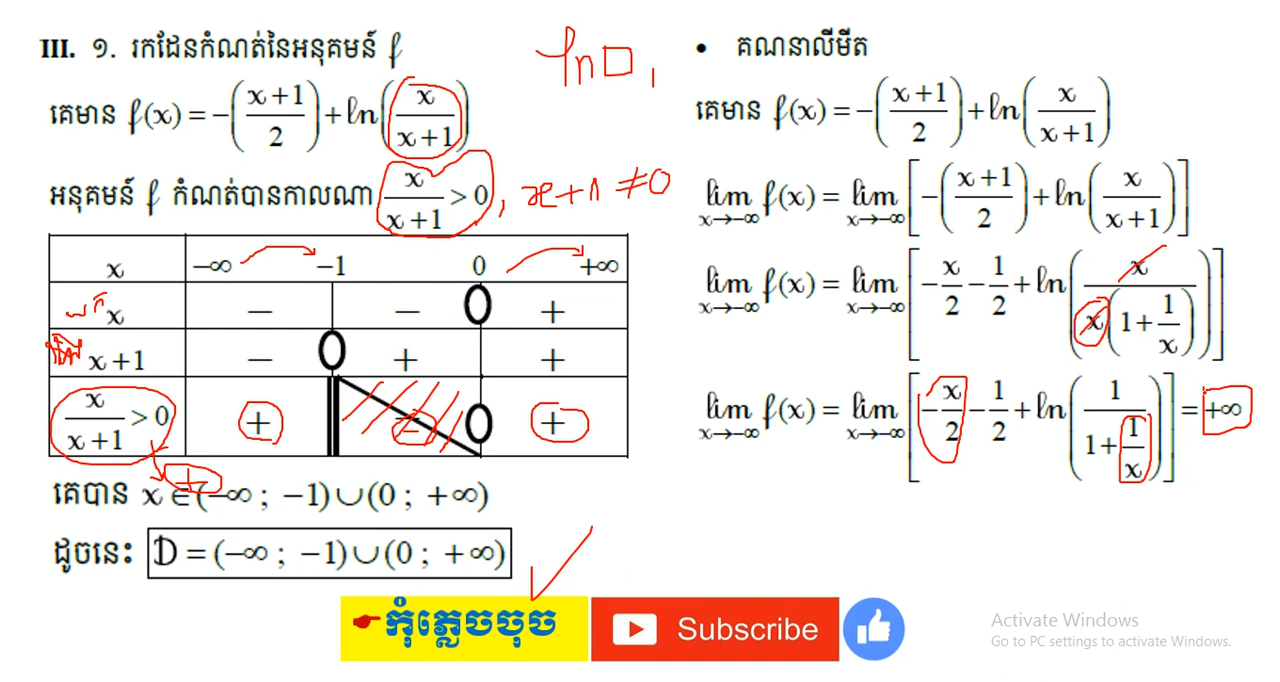 III. ១. រកដែនកំណត់នៃអនុគមន៍ f
ln□,
គេមាន f(x) = -((x+1)/2) + ln(x/(x+1))
អនុគមន៍ f កំណត់បានកាលណា x/(x+1) > 0 , x+1 ≠ 0
x -∞ -1 0 +∞
x - - 0 +
x+1 - 0 + +
x/(x+1) > 0 + - 0 +
+
គេបាន x ∈ (-∞ ; -1) ∪ (0 ; +∞)
ដូចនេះ D = (-∞ ; -1) ∪ (0 ; +∞)
• គណនាលីមីត
គេមាន f(x) = -((x+1)/2) + ln(x/(x+1))
lim x→-∞ f(x) = lim x→-∞ [-((x+1)/2) + ln(x/(x+1))]
lim x→-∞ f(x) = lim x→-∞ [-x/2 - 1/2 + ln(x/(x(1+1/x)))]
lim x→-∞ f(x) = lim x→-∞ [-x/2 - 1/2 + ln(1/(1+1/x))] = +∞
កុំភ្លេចចុច
Subscribe
Activate Windows
Go to PC settings to activate Windows.